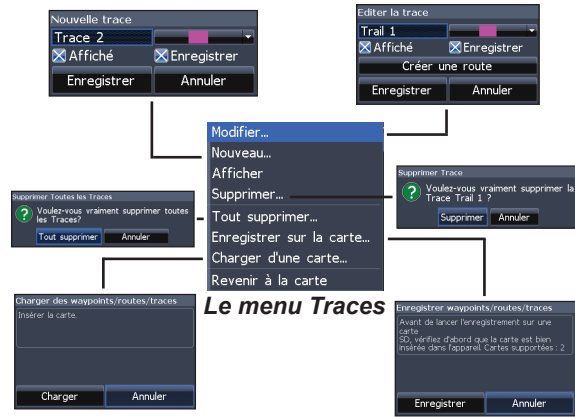 Nouvelle trace
Trace 2
Affiché Enregistrer
Enregistrer Annuler
Editer la trace
Trail 1
Affiché Enregistrer
Créer une route
Enregistrer Annuler
Modifier...
Nouveau...
Afficher
Supprimer...
Tout supprimer...
Enregistrer sur la carte...
Charger d'une carte...
Revenir à la carte
Supprimer Toutes les Traces
Voulez-vous vraiment supprimer toutes
les Traces?
Tout supprimer Annuler
Supprimer Trace
Voulez-vous vraiment supprimer la
Trace Trail 1 ?
Supprimer Annuler
Le menu Traces
Charger des waypoints/routes/traces
Insérer la carte.
Charger Annuler
Enregistrer waypoints/routes/traces
Avant de lancer l'enregistrement sur une
carte
SD, vérifiez d'abord que la carte est bien
insérée dans l'appareil. Cartes supportées : 2
Enregistrer Annuler